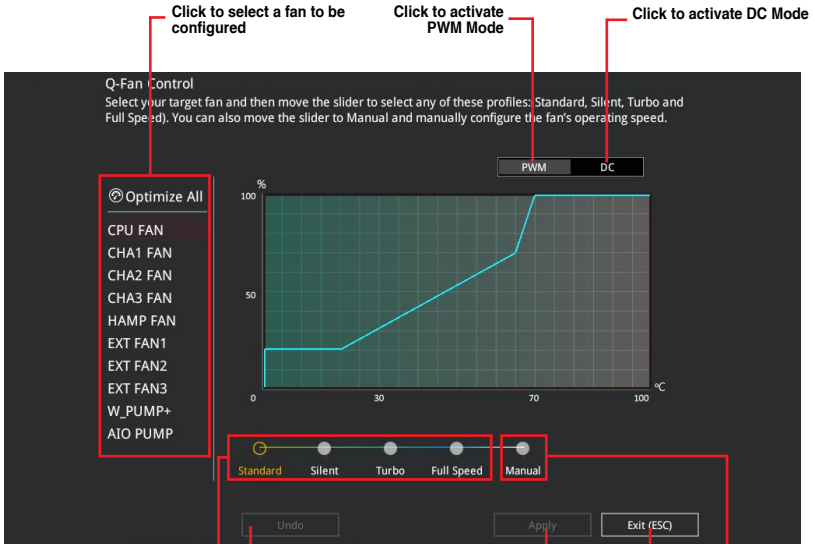 Click to select a fan to be
configured
Click to activate
PWM Mode
Click to activate DC Mode
Q-Fan Control
Select your target fan and then move the slider to select any of these profiles: Standard, Silent, Turbo and
Full Speed). You can also move the slider to Manual and manually configure the fan's operating speed.
PWM DC
Optimize All
CPU FAN
CHA1 FAN
CHA2 FAN
CHA3 FAN
HAMP FAN
EXT FAN1
EXT FAN2
EXT FAN3
W_PUMP+
AIO PUMP
%
100
50
0 30 70 100
ºC
Standard Silent Turbo Full Speed Manual
Undo Apply Exit (ESC)